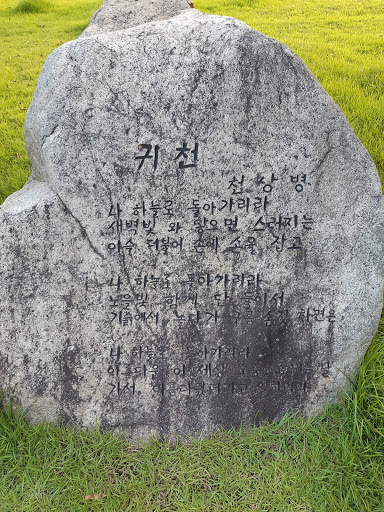 귀천
천상병
나 하늘로 돌아가리라
새벽빛 와 닿으면 스러지는
이슬 더불어 손에 손을 잡고
나 하늘로 돌아가리라
노을빛 함께 단 둘이서
기슭에서 놀다가 구름 손짓 하면은
나 하늘로 돌아가리라
아름다운 이 세상
가서, 아름다웠더라고